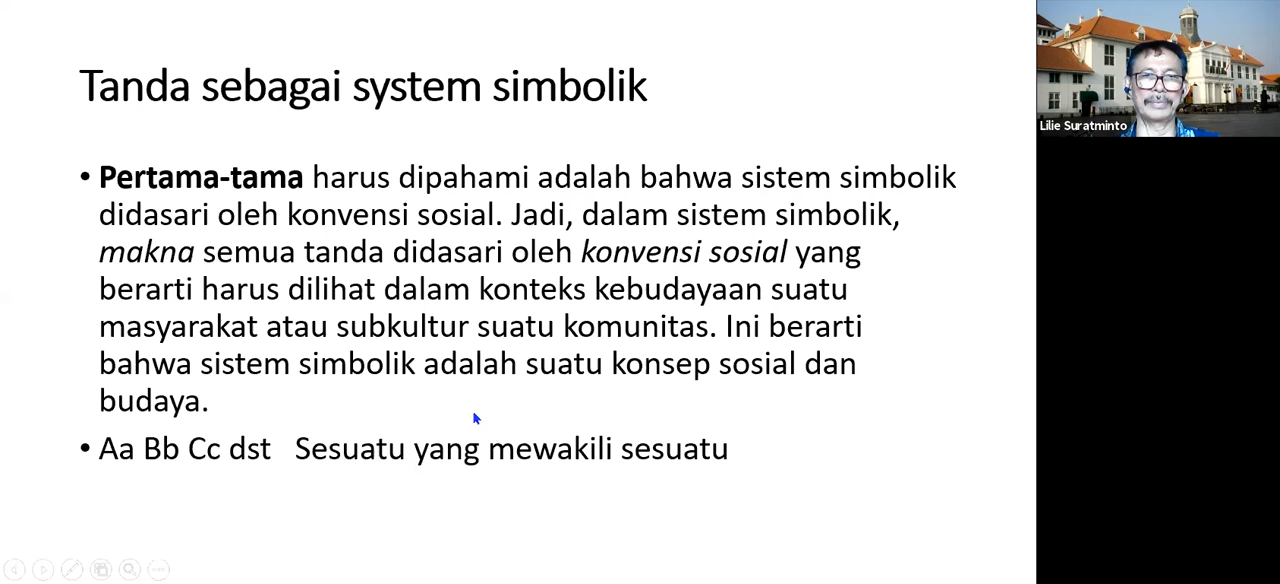 Tanda sebagai system simbolik
• Pertama-tama harus dipahami adalah bahwa sistem simbolik
didasari oleh konvensi sosial. Jadi, dalam sistem simbolik,
makna semua tanda didasari oleh konvensi sosial yang
berarti harus dilihat dalam konteks kebudayaan suatu
masyarakat atau subkultur suatu komunitas. Ini berarti
bahwa sistem simbolik adalah suatu konsep sosial dan
budaya.
• Aa Bb Cc dst Sesuatu yang mewakili sesuatu
Lilie Suratminto